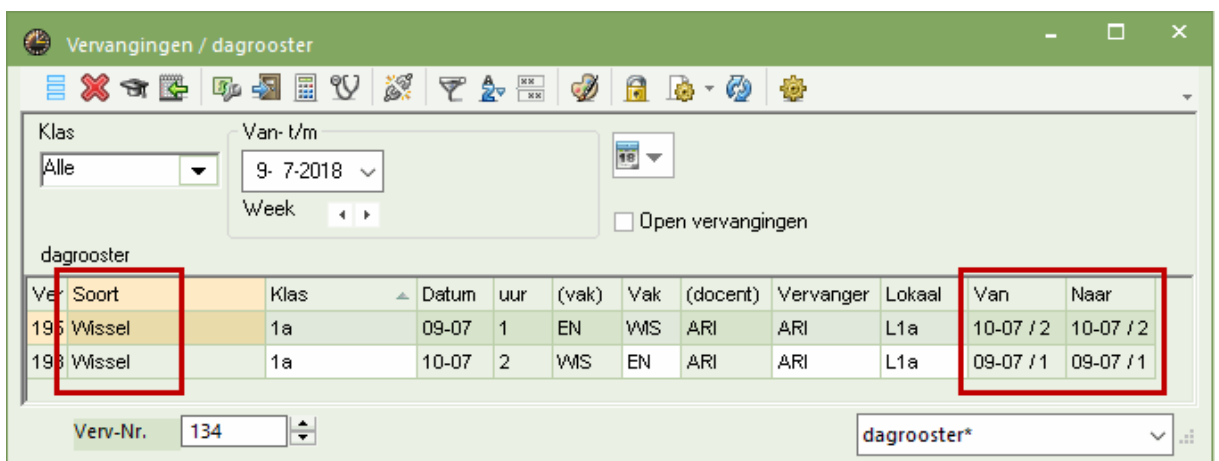 Vervangingen / dagrooster
Klas
Van- t/m
Alle
9- 7-2018
18
Week
Open vervangingen
dagrooster
Ver Soort Klas Datum uur (vak) Vak (docent) Vervanger Lokaal Van Naar
195 Wissel 1a 09-07 1 EN WIS ARI ARI L1a 10-07 / 2 10-07 / 2
Wissel 1a 10-07 2 WIS EN ARI ARI L1a 09-07 / 1 09-07 / 1
Verv-Nr. 134 dagrooster*